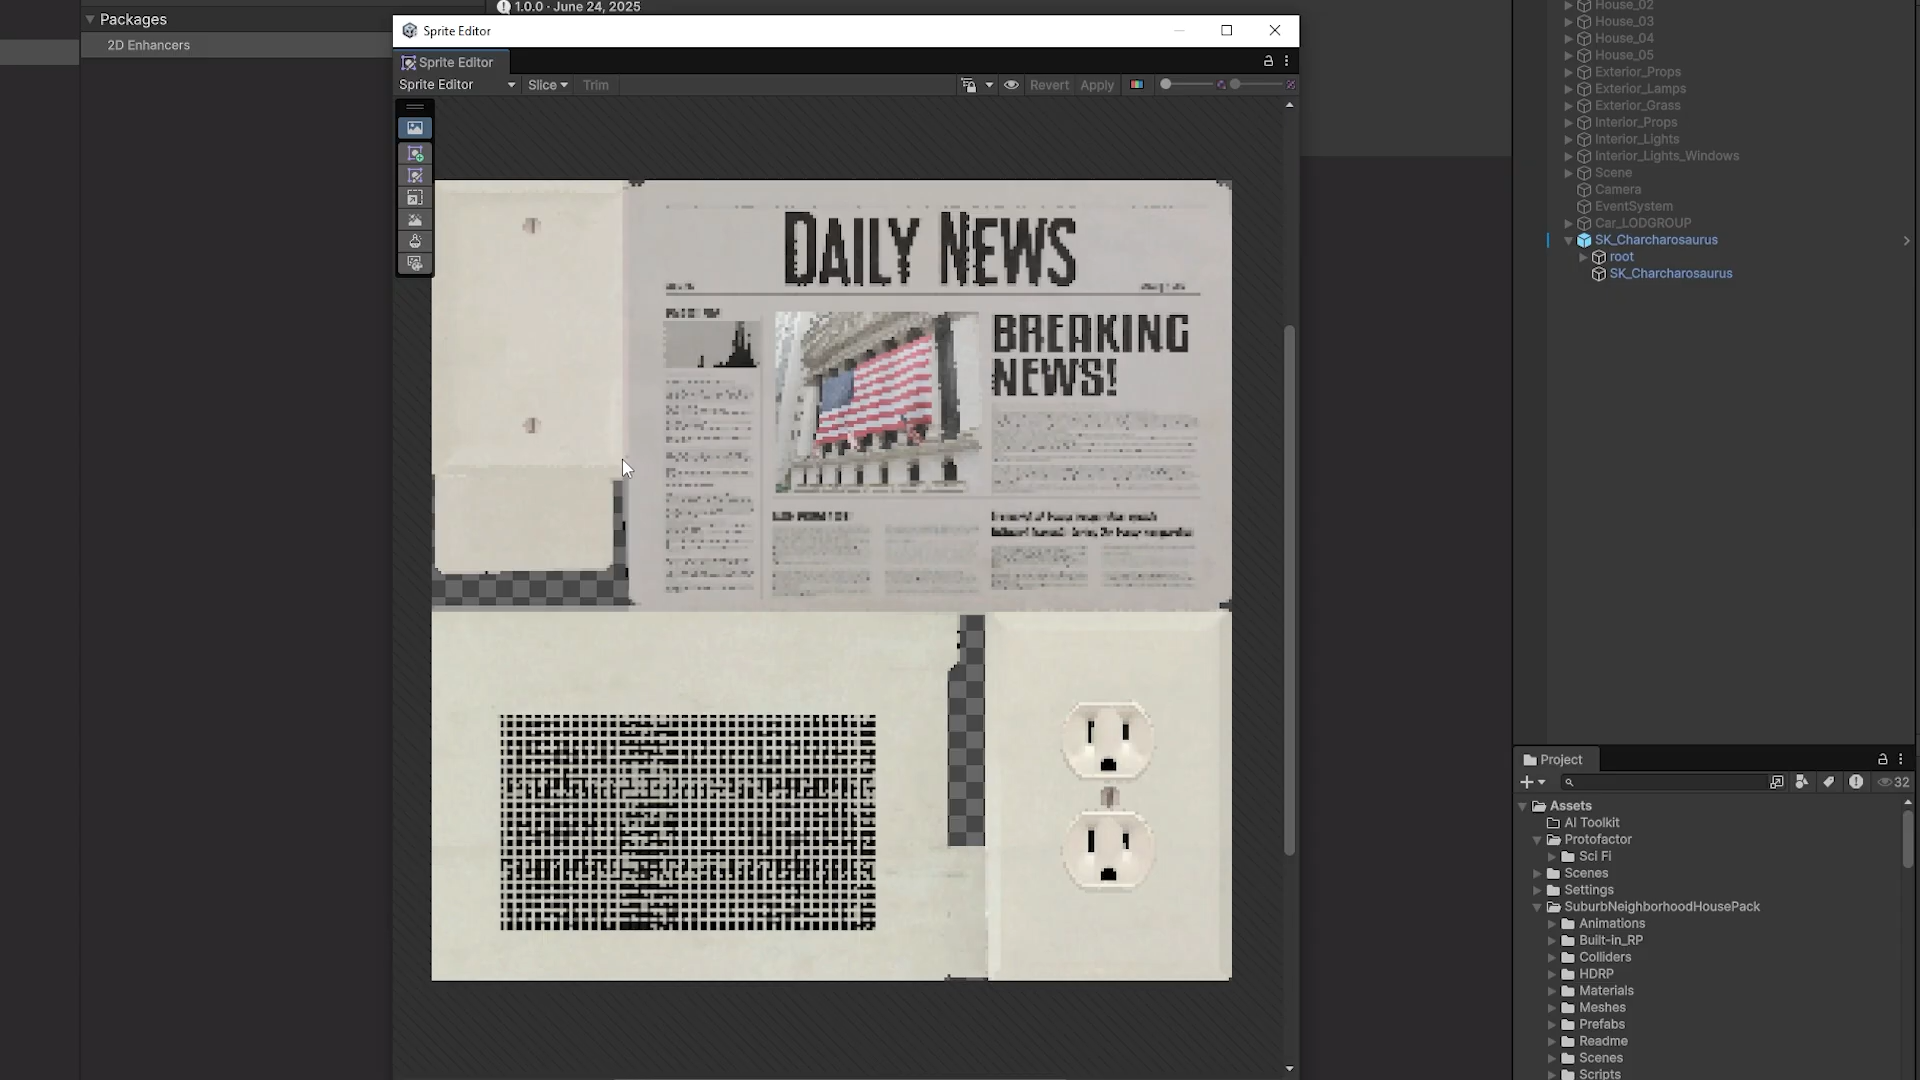 Packages
2D Enhancers
1.0.0 · June 24, 2025
Sprite Editor
Sprite Editor
Sprite Editor
Slice
Trim
Revert
Apply
DAILY NEWS
BREAKING
NEWS!
House_02
House_03
House_04
House_05
Exterior_Props
Exterior_Lamps
Exterior_Grass
Interior_Props
Interior_Lights
Interior_Lights_Windows
Scene
Camera
EventSystem
Car_LODGROUP
SK_Charcharosaurus
root
SK_Charcharosaurus
Project
32
Assets
AI Toolkit
Protofactor
Sci Fi
Scenes
Settings
SuburbNeighborhoodHousePack
Animations
Built-in_RP
Colliders
HDRP
Materials
Meshes
Prefabs
Readme
Scenes
Scripts